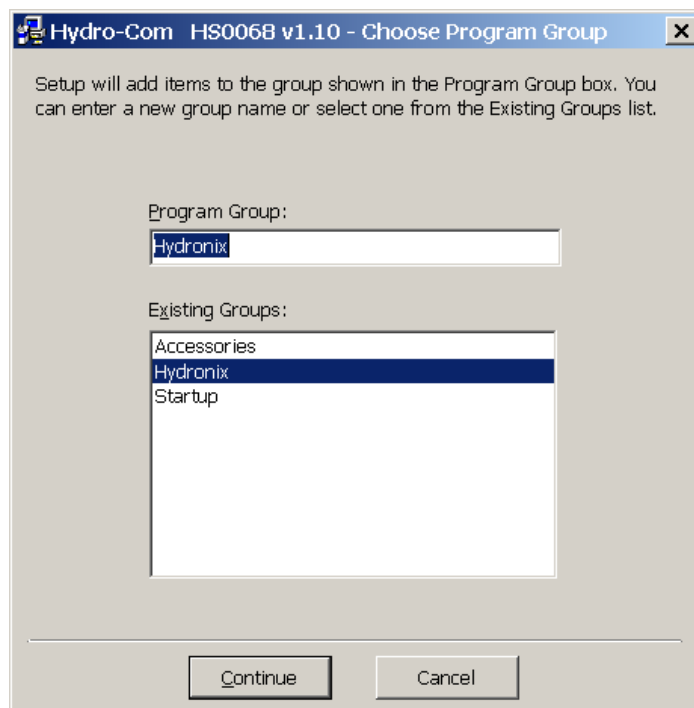 Hydro-Com HS0068 v1.10 - Choose Program Group
Setup will add items to the group shown in the Program Group box. You
can enter a new group name or select one from the Existing Groups list.
Program Group:
Hydronix
Existing Groups:
Accessories
Hydronix
Startup
Continue
Cancel